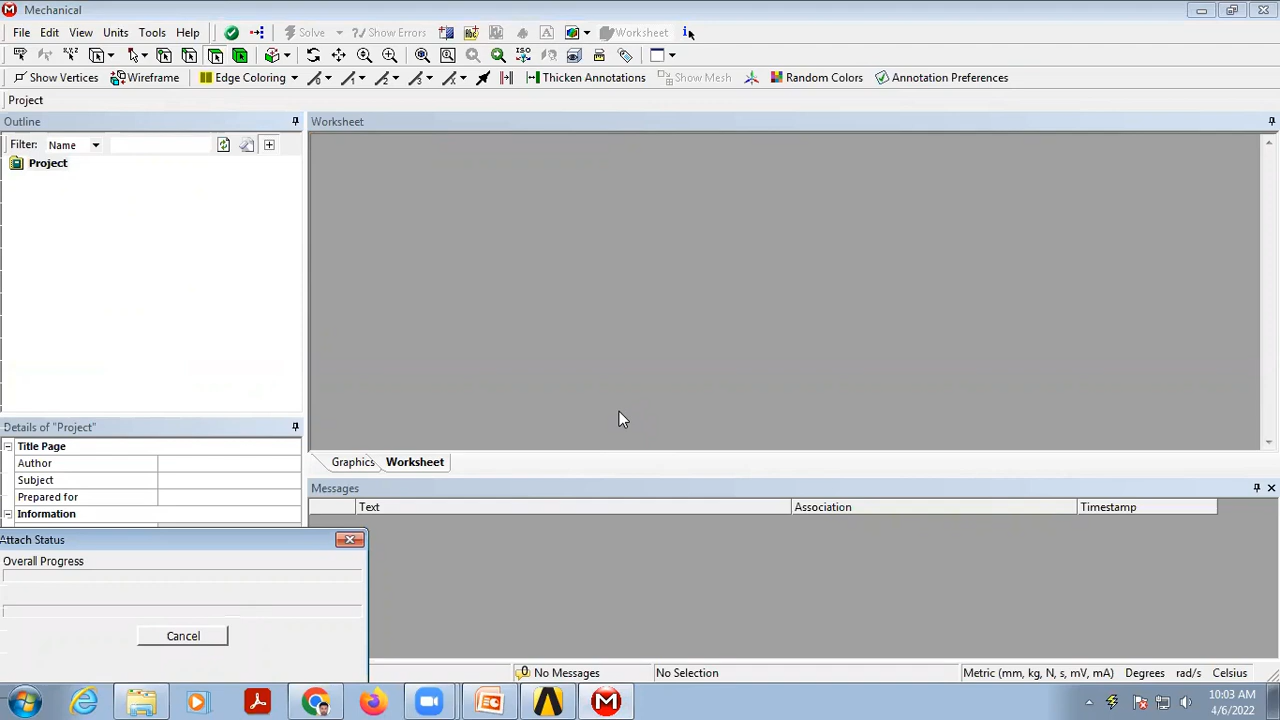 Mechanical
File Edit View Units Tools Help Solve Show Errors Worksheet
ISO
Show Vertices Wireframe Edge Coloring Thicken Annotations Show Mesh Random Colors Annotation Preferences
Project
Outline
Worksheet
Filter: Name
Project
Details of "Project"
Title Page
Author
Subject
Prepared for
Information
Graphics Worksheet
Messages
Text Association Timestamp
Attach Status
Overall Progress
Cancel
0 No Messages No Selection Metric (mm, kg, N, s, mV, mA) Degrees rad/s Celsius
10:03 AM
4/6/2022